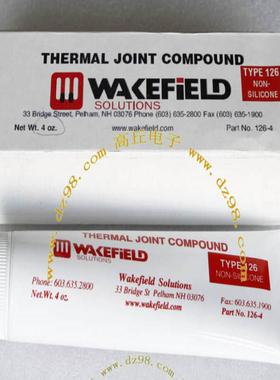 THERMAL JOINT COMPOUND
TYPE 126
NON-
SILICONE
WAKEFIELD
SOLUTIONS
33 Bridge Street, Pelham, NH 03076 Phone (603) 635-2800 Fax (603) 635-1900
Net Wt. 4 oz.
www.wakefield.com
Part No. 126-4
www.dz98.com
高丘电子
www.dz98.com
THERMAL JOINT COMPOUND
WAKEFIELD
SOLUTIONS
TYPE 126
NON-SILICONE
Phone: 603.635.2800
Net.Wt. 4 oz.
Wakefield Solutions
33 Bridge St Pelham NH 03076
Fax: 603.635.1900
Part No. 126-4
www.dz98.com